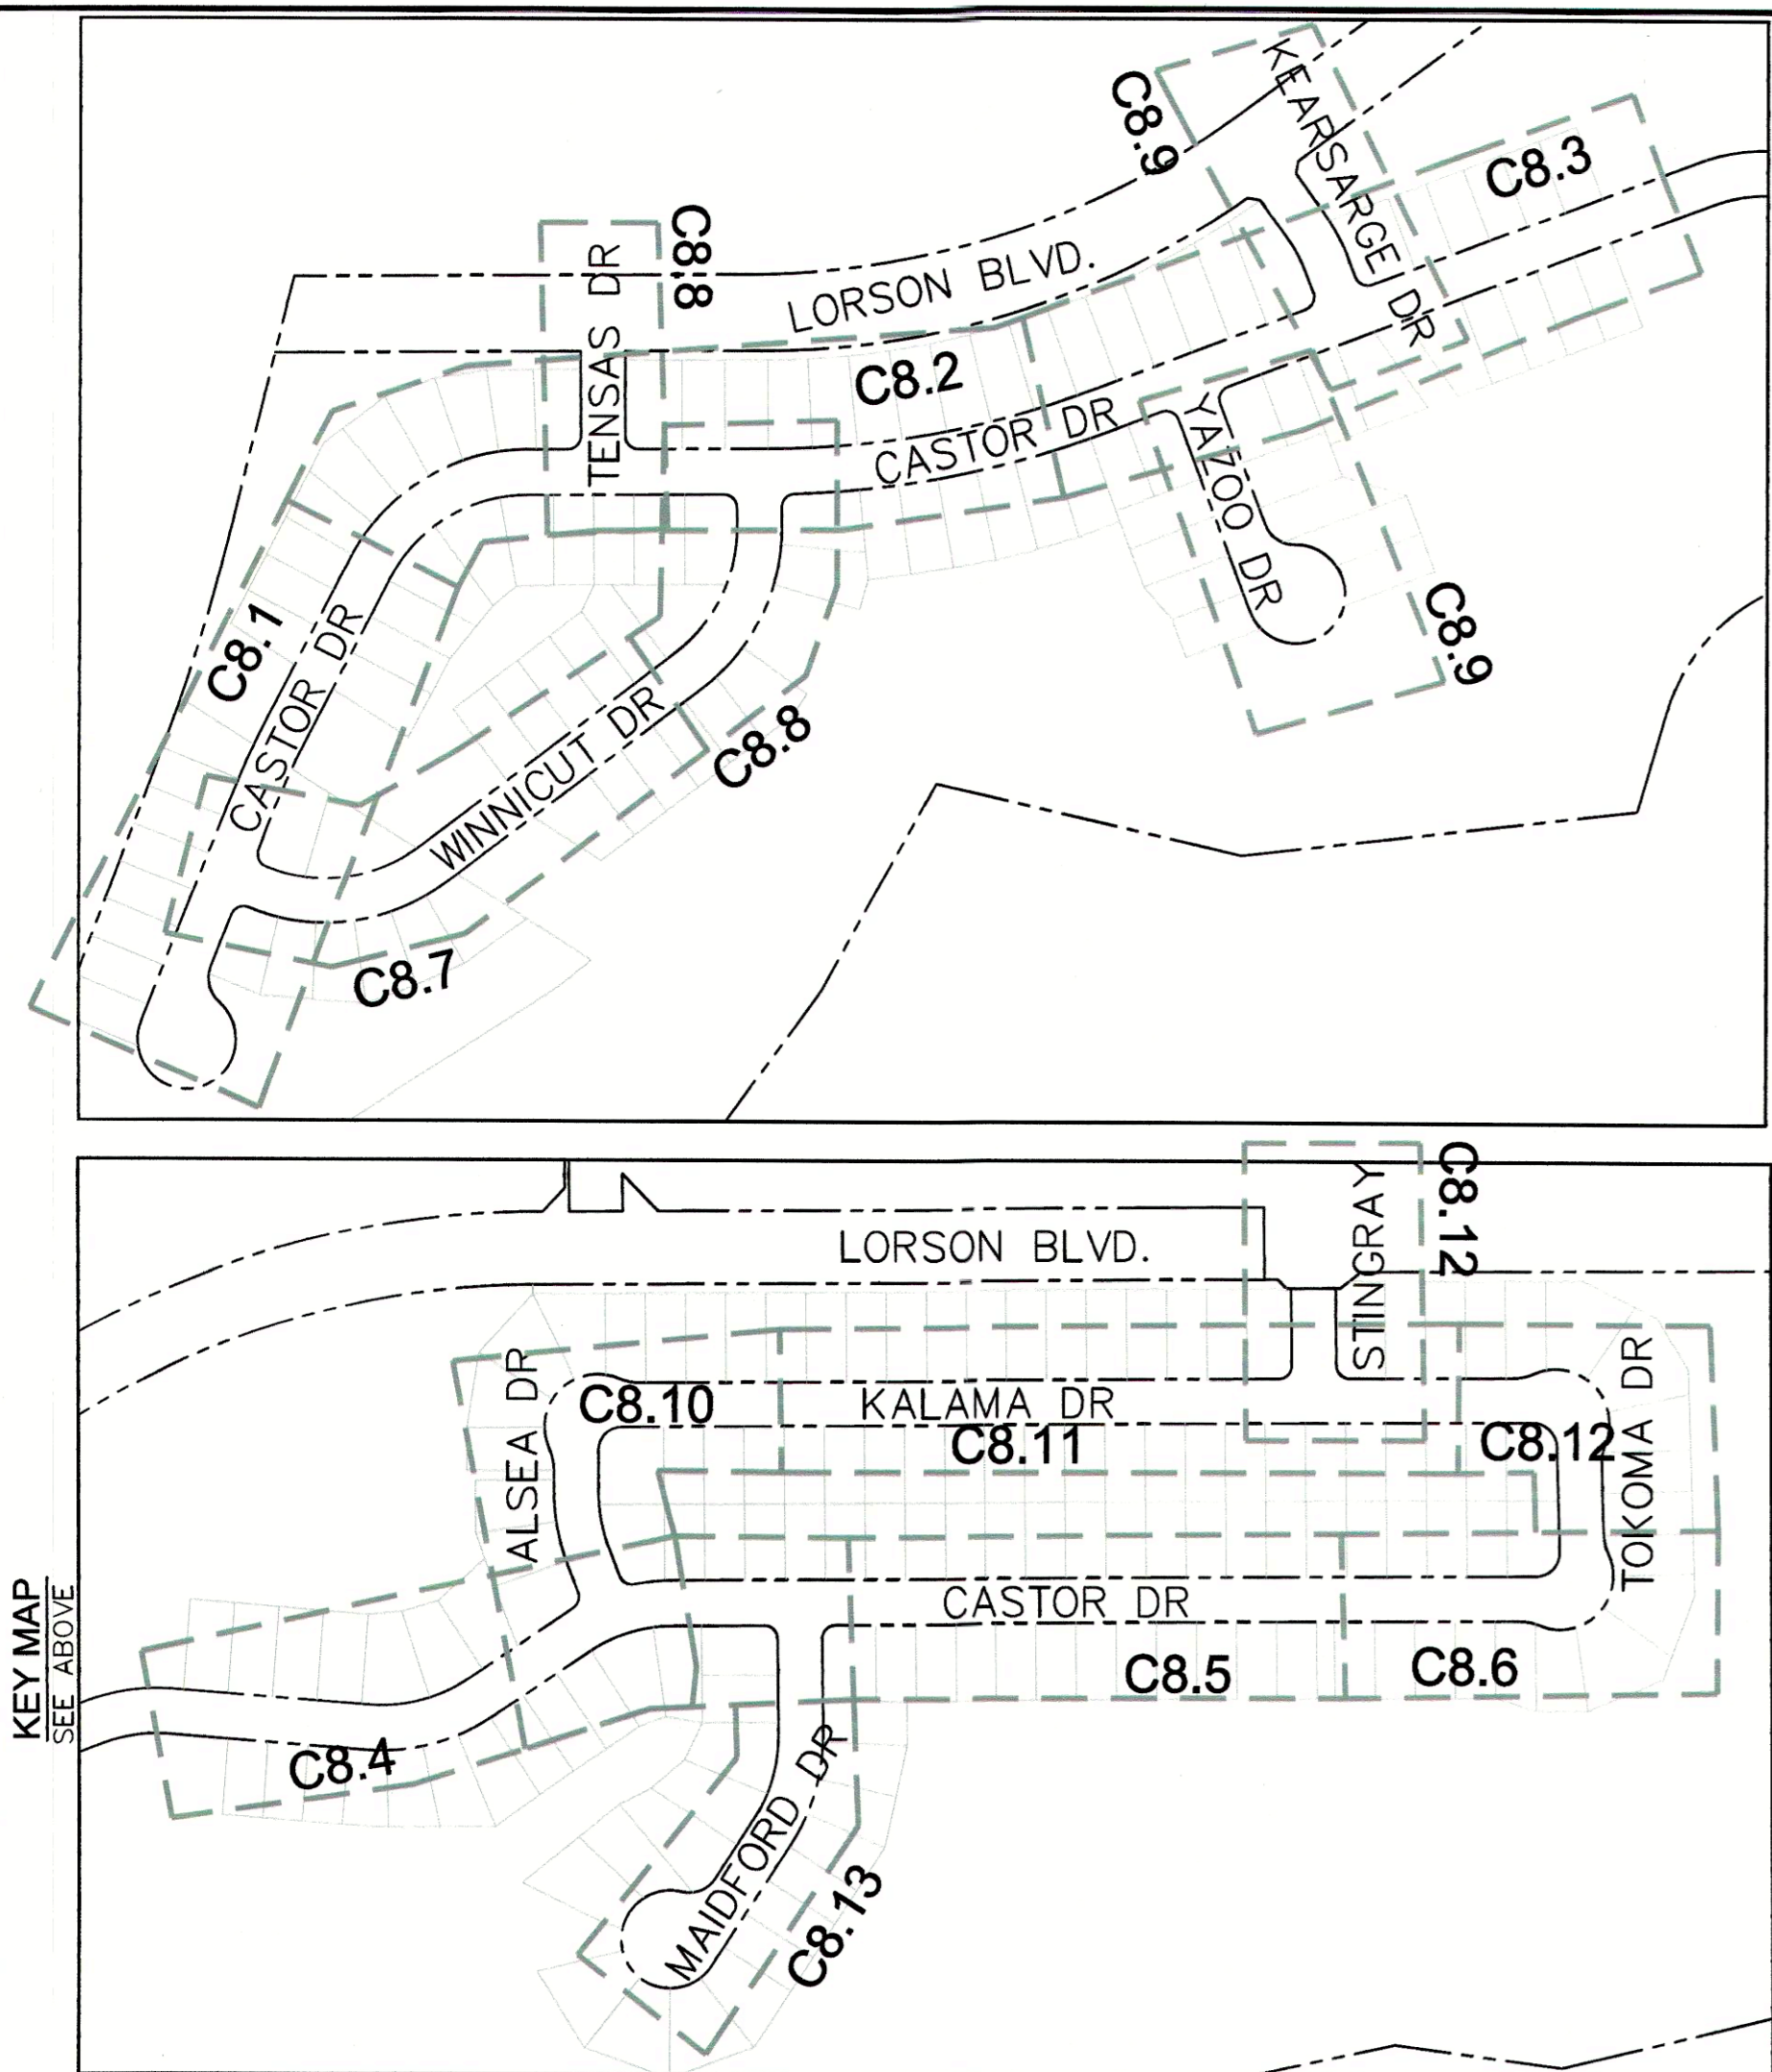 KEARSARGE DR
C8.9
C8.3
C8.8
TENSAS DR
LORSON BLVD.
C8.2
CASTOR DR
YAZOO DR
C8.9
C8.1
CASTOR DR
WINNICUT DR
C8.8
C8.7
STINGRAY
C8.12
LORSON BLVD.
ALSEA DR
C8.10
KALAMA DR
C8.11
C8.12
TOKOMA DR
CASTOR DR
C8.5
C8.6
C8.4
MAIDFORD DR
C8.13
KEY MAP
SEE ABOVE